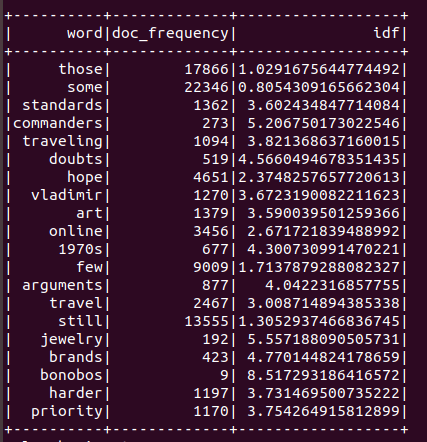 +----------+-------------+------------------+
|      word|doc_frequency|               idf|
+----------+-------------+------------------+
|     those|        17866|1.0291675644774492|
|      some|        22346|0.8054309165662304|
| standards|         1362| 3.602434847714084|
|commanders|          273| 5.206750173022546|
| traveling|         1094| 3.821368637160015|
|    doubts|          519|4.5660494678351435|
|      hope|         4651|2.3748257657720613|
|  vladimir|         1270|3.6723190082211623|
|       art|         1379| 3.590039501259366|
|    online|         3456| 2.671721839488992|
|     1970s|          677| 4.300730991470221|
|       few|         9009|1.7137879288082327|
| arguments|          877|   4.0422316857755|
|    travel|         2467| 3.008714894385338|
|     still|        13555|1.3052937466836745|
|   jewelry|          192| 5.557188090505731|
|    brands|          423| 4.770144824178659|
|   bonobos|            9| 8.517293186416572|
|    harder|         1197| 3.731469500735222|
|  priority|         1170| 3.754264915812899|
+----------+-------------+------------------+